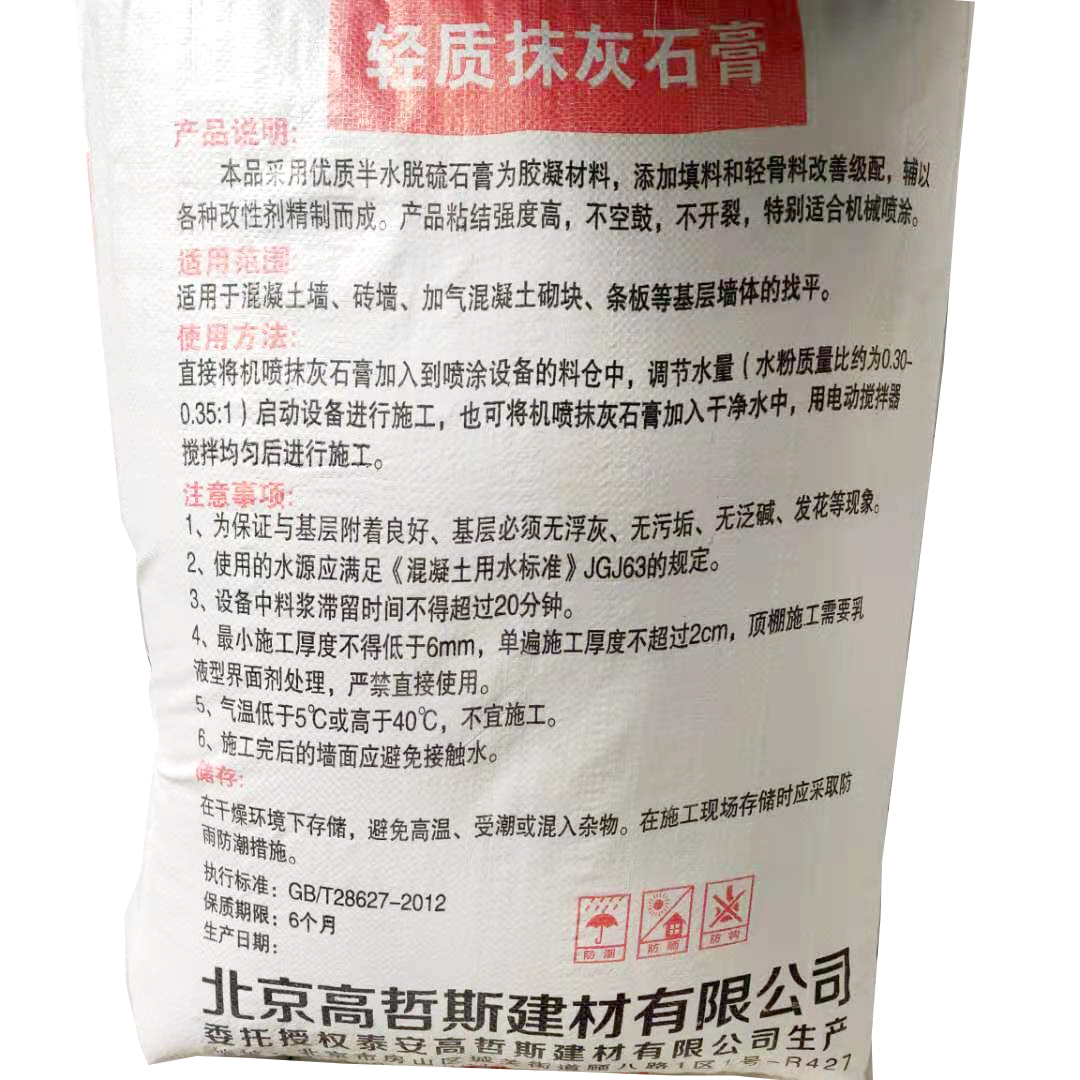 轻质抹灰石膏
产品说明:
本品采用优质半水脱硫石膏为胶凝材料，添加填料和轻骨料改善级配，辅以
各种改性剂精制而成。产品粘结强度高，不空鼓，不开裂，特别适合机械喷涂。
适用范围:
适用于混凝土墙、砖墙、加气混凝土砌块、条板等基层墙体的找平。
使用方法:
直接将机喷抹灰石膏加入到喷涂设备的料仓中，调节水量（水粉质量比约为0.30-
0.35:1）启动设备进行施工，也可将机喷抹灰石膏加入干净水中，用电动搅拌器
搅拌均匀后进行施工。
注意事项:
1、为保证与基层附着良好、基层必须无浮灰、无污垢、无泛碱、发花等现象。
2、使用的水源应满足《混凝土用水标准》JGJ63的规定。
3、设备中料浆滞留时间不得超过20分钟。
4、最小施工厚度不得低于6mm，单遍施工厚度不超过2cm，顶棚施工需要乳
液型界面剂处理，严禁直接使用。
5、气温低于5℃或高于40℃，不宜施工。
6、施工完后的墙面应避免接触水。
储存:
在干燥环境下存储，避免高温、受潮或混入杂物。在施工现场存储时应采取防
雨防潮措施。
执行标准：GB/T28627-2012
保质期限：6个月
生产日期：
防潮 防晒 防钩
北京高哲斯建材有限公司
委托授权泰安高哲斯建材有限公司生产
北京市房山区城关街道顾八路1区1号-R421